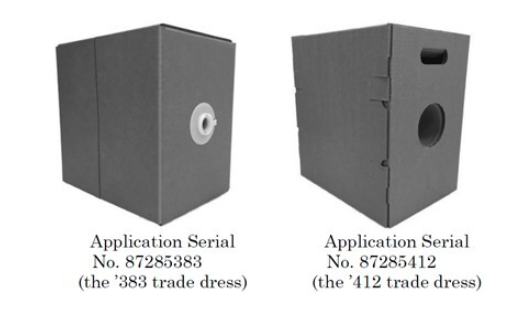 Application Serial
No. 87285383
(the ’383 trade dress)
Application Serial
No. 87285412
(the ’412 trade dress)